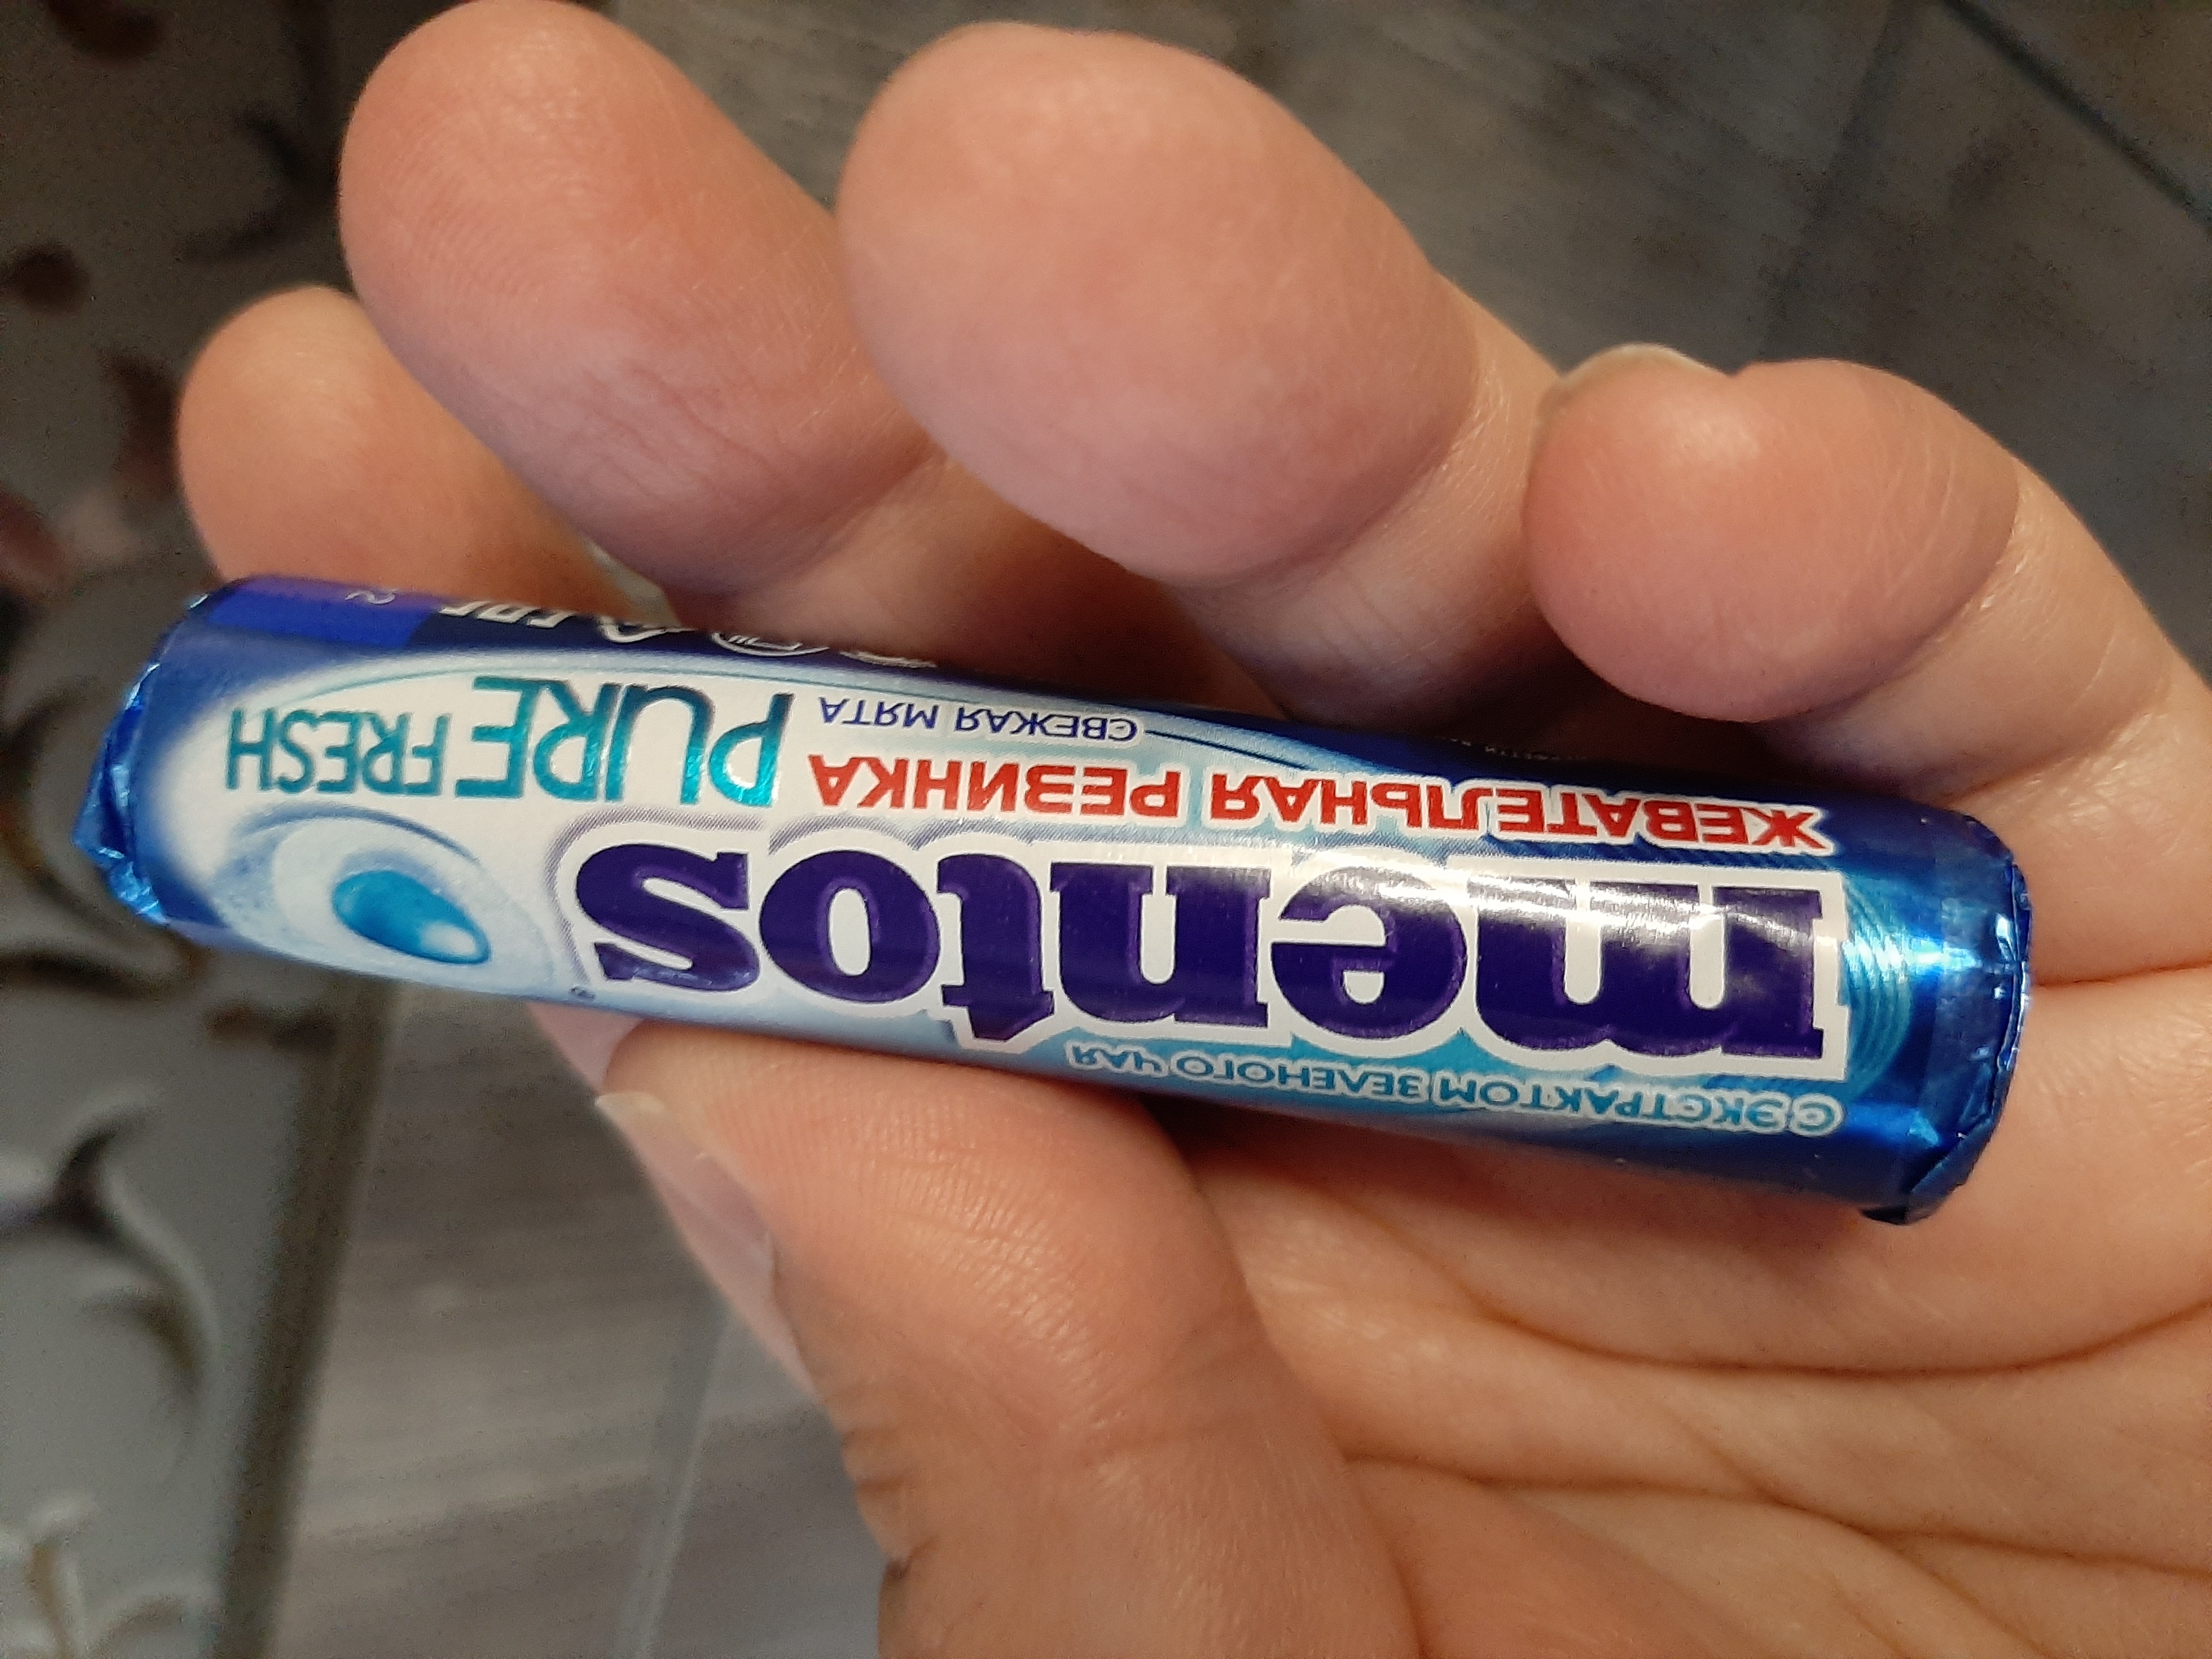 С ЭКСТРАКТОМ ЗЕЛЕНОГО ЧАЯ
mentos®
ЖЕВАТЕЛЬНАЯ РЕЗИНКА
СВЕЖАЯ МЯТА
PURE FRESH